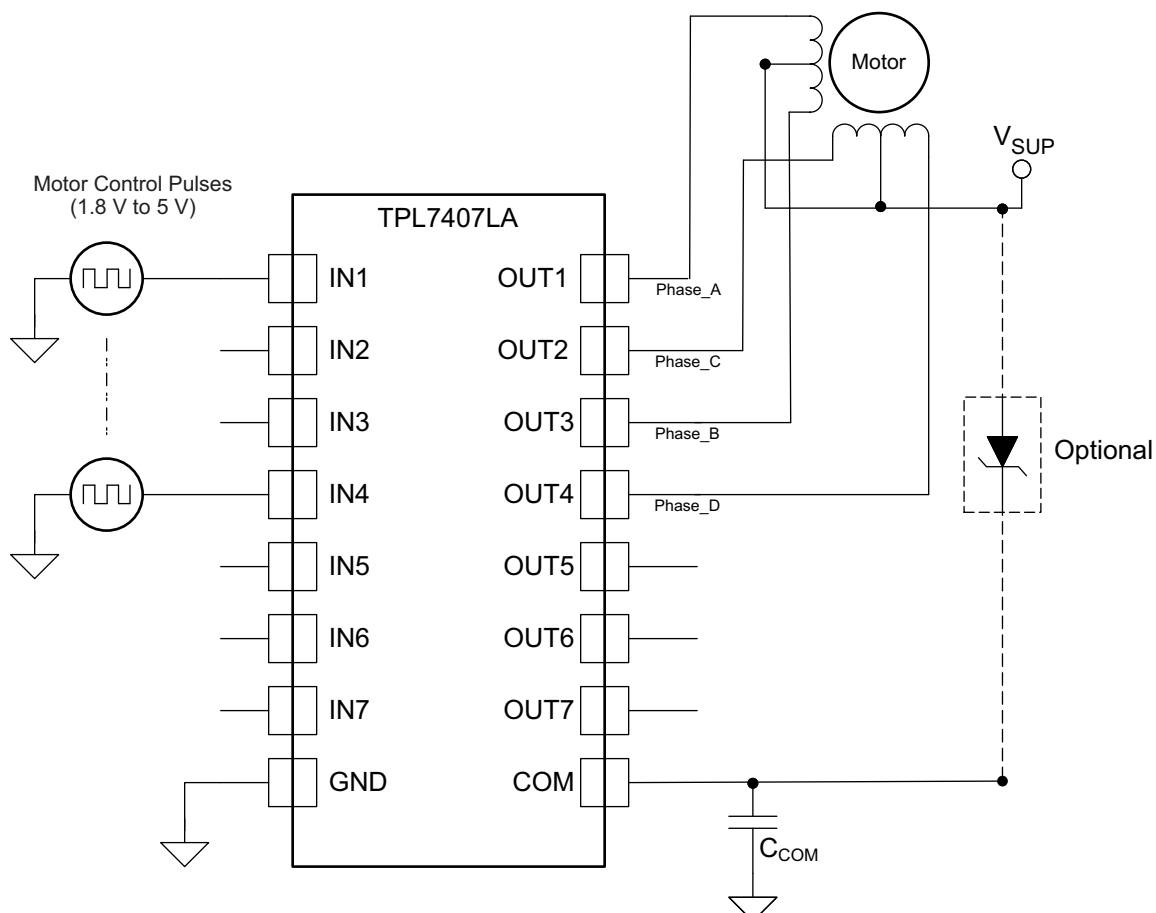 Motor
V_SUP
Motor Control Pulses
(1.8 V to 5 V)
TPL7407LA
IN1
OUT1
Phase_A
IN2
OUT2
Phase_C
IN3
OUT3
Phase_B
Optional
IN4
OUT4
Phase_D
IN5
OUT5
IN6
OUT6
IN7
OUT7
GND
COM
C_COM